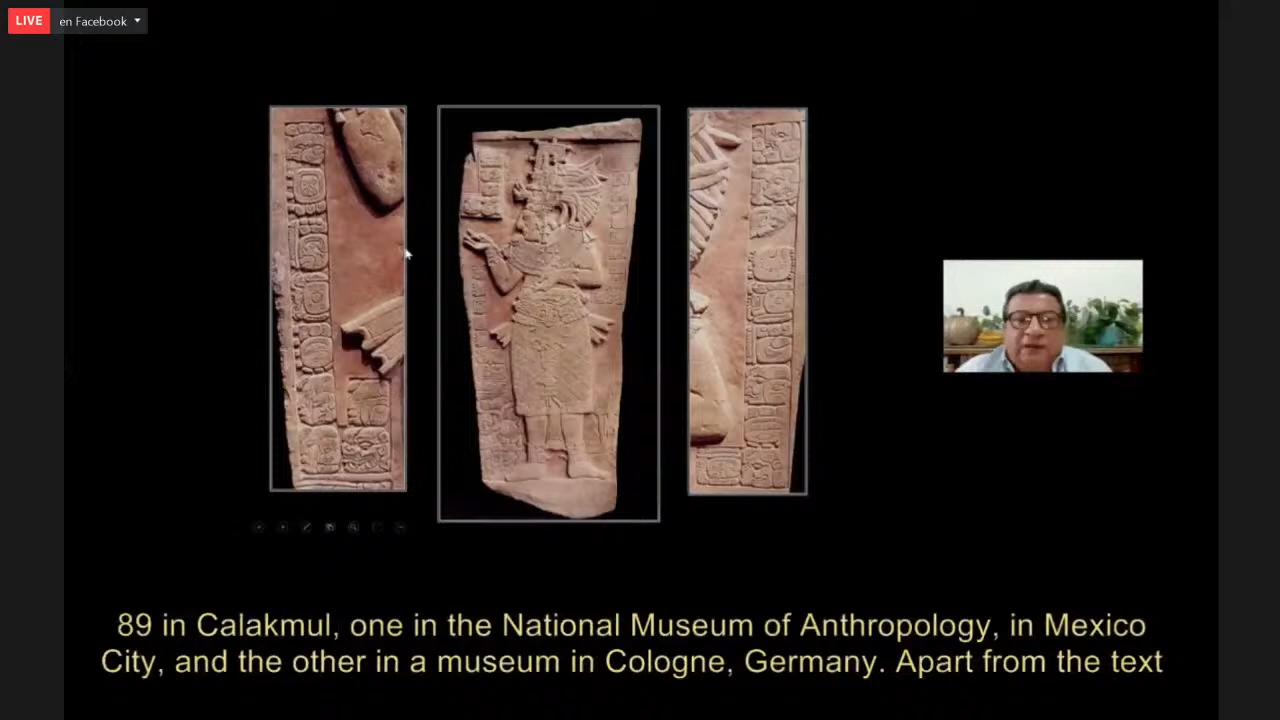 LIVE en Facebook
89 in Calakmul, one in the National Museum of Anthropology, in Mexico
City, and the other in a museum in Cologne, Germany. Apart from the text